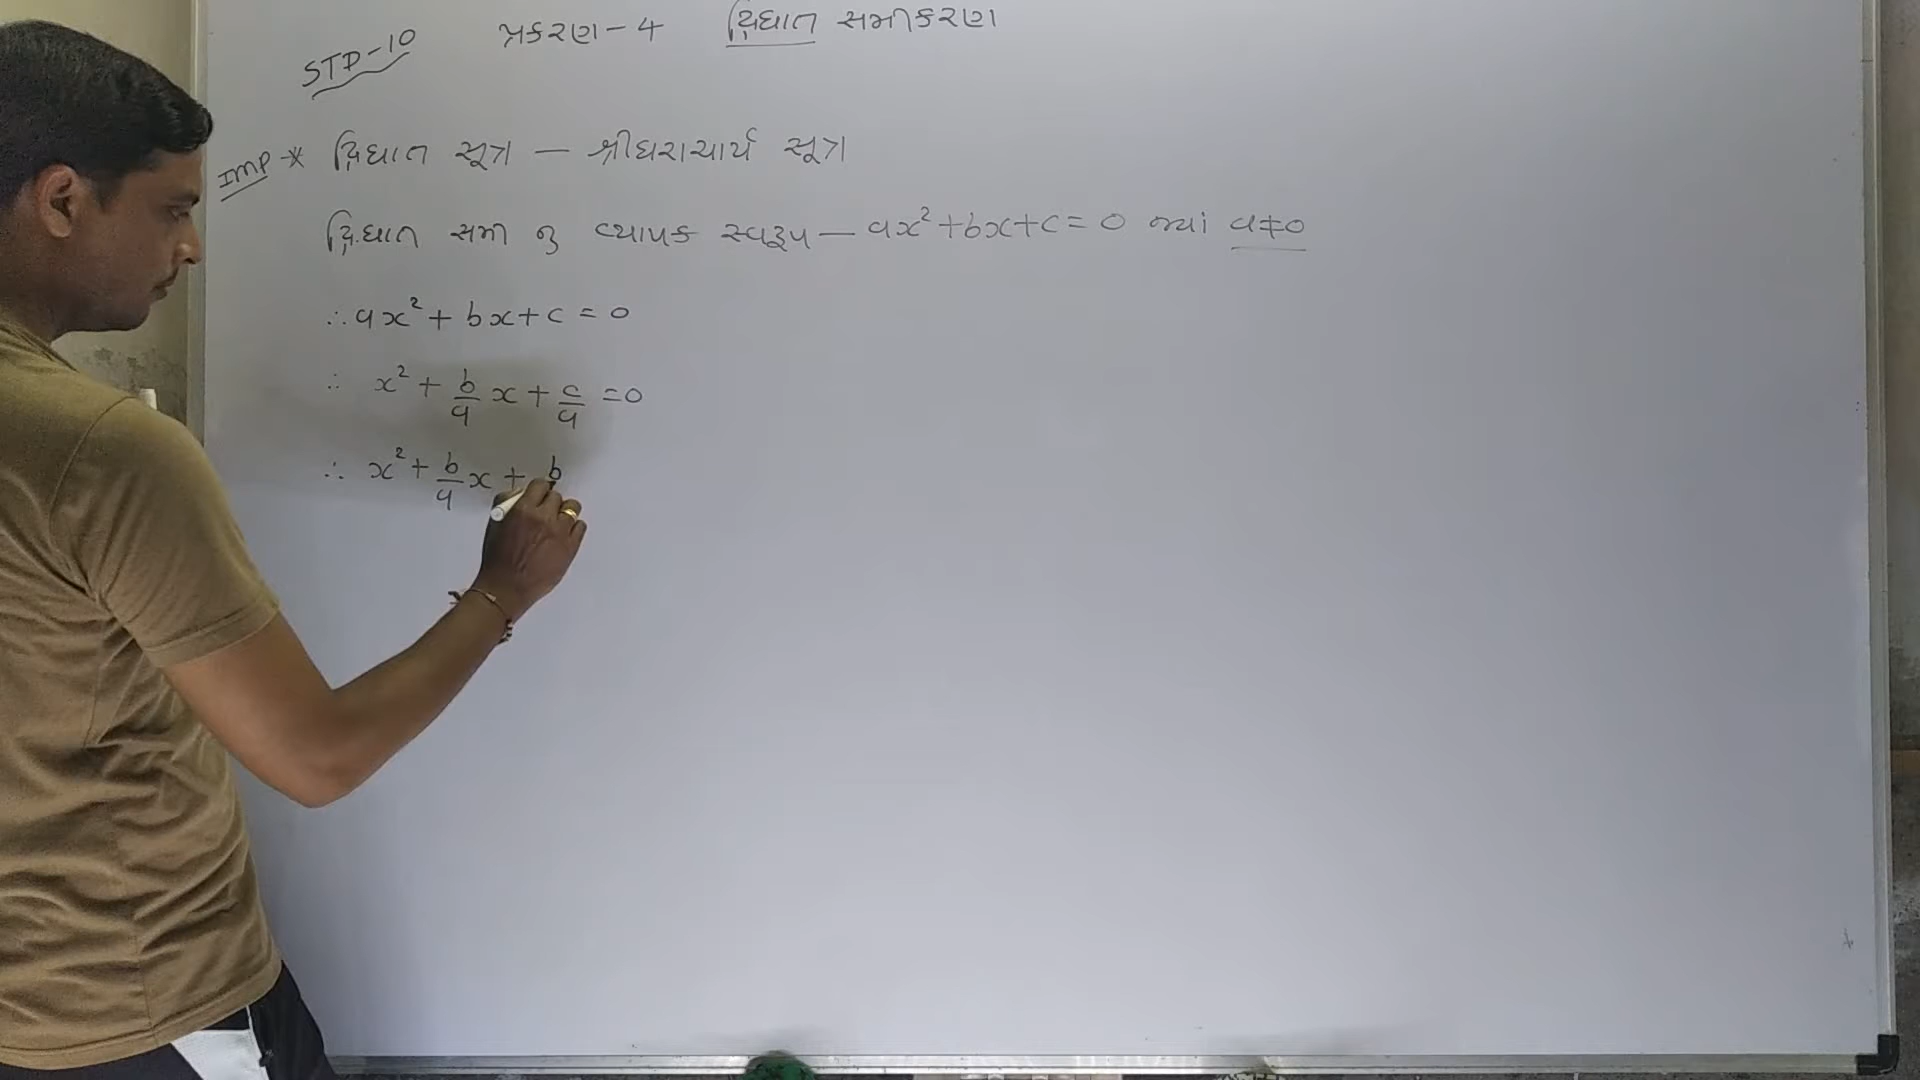 STD-10 પ્રકરણ-4 દ્વિઘાત સમીકરણ
IMP * દ્વિઘાત સૂત્ર — શ્રીધરાચાર્ય સૂત્ર
દ્વિઘાત સમી નુ વ્યાપક સ્વરૂપ — ax² + bx + c = 0 જ્યાં a ≠ 0
∴ ax² + bx + c = 0
∴ x² + b/a x + c/a = 0
∴ x² + b/a x + b